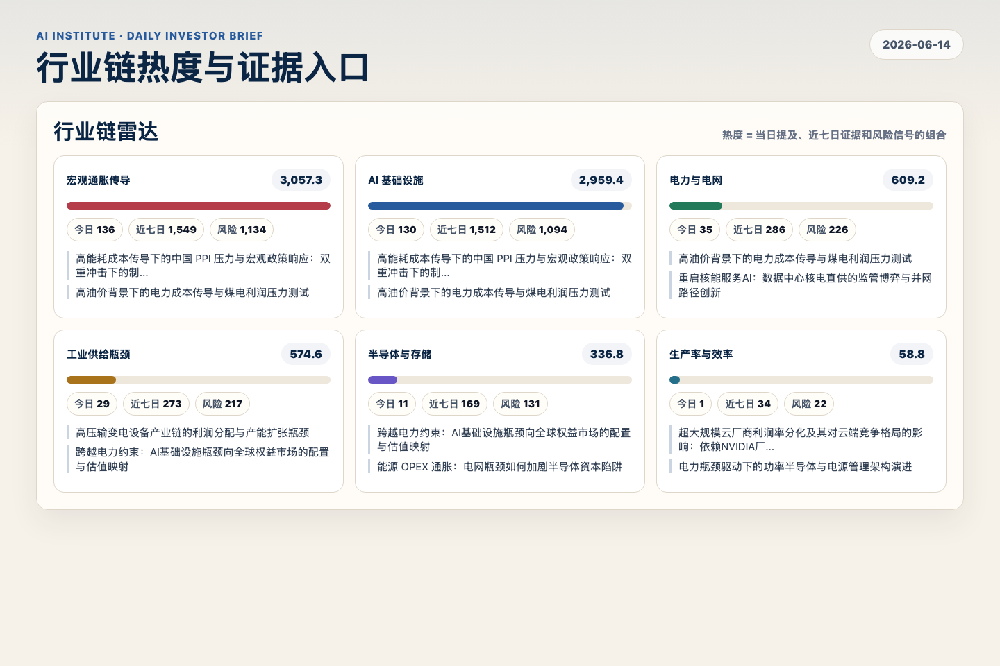 AI INSTITUTE · DAILY INVESTOR BRIEF
行业链热度与证据入口
2026-06-14
行业链雷达
热度 = 当日提及、近七日证据和风险信号的组合
宏观通胀传导
3,057.3
今日 136
近七日 1,549
风险 1,134
高能耗成本传导下的中国 PPI 压力与宏观政策响应：双
重冲击下的制...
高油价背景下的电力成本传导与煤电利润压力测试
AI 基础设施
2,959.4
今日 130
近七日 1,512
风险 1,094
高能耗成本传导下的中国 PPI 压力与宏观政策响应：双
重冲击下的制...
高油价背景下的电力成本传导与煤电利润压力测试
电力与电网
609.2
今日 35
近七日 286
风险 226
高油价背景下的电力成本传导与煤电利润压力测试
重启核能服务AI：数据中心核电直供的监管博弈与并网
路径创新
工业供给瓶颈
574.6
今日 29
近七日 273
风险 217
高压输变电设备产业链的利润分配与产能扩张瓶颈
跨越电力约束：AI基础设施瓶颈向全球权益市场的配置
与估值映射
半导体与存储
336.8
今日 11
近七日 169
风险 131
跨越电力约束：AI基础设施瓶颈向全球权益市场的配置
与估值映射
能源 OPEX 通胀：电网瓶颈如何加剧半导体资本陷阱
生产率与效率
58.8
今日 1
近七日 34
风险 22
超大规模云厂商利润率分化及其对云端竞争格局的影
响：依赖NVIDIA厂...
电力瓶颈驱动下的功率半导体与电源管理架构演进